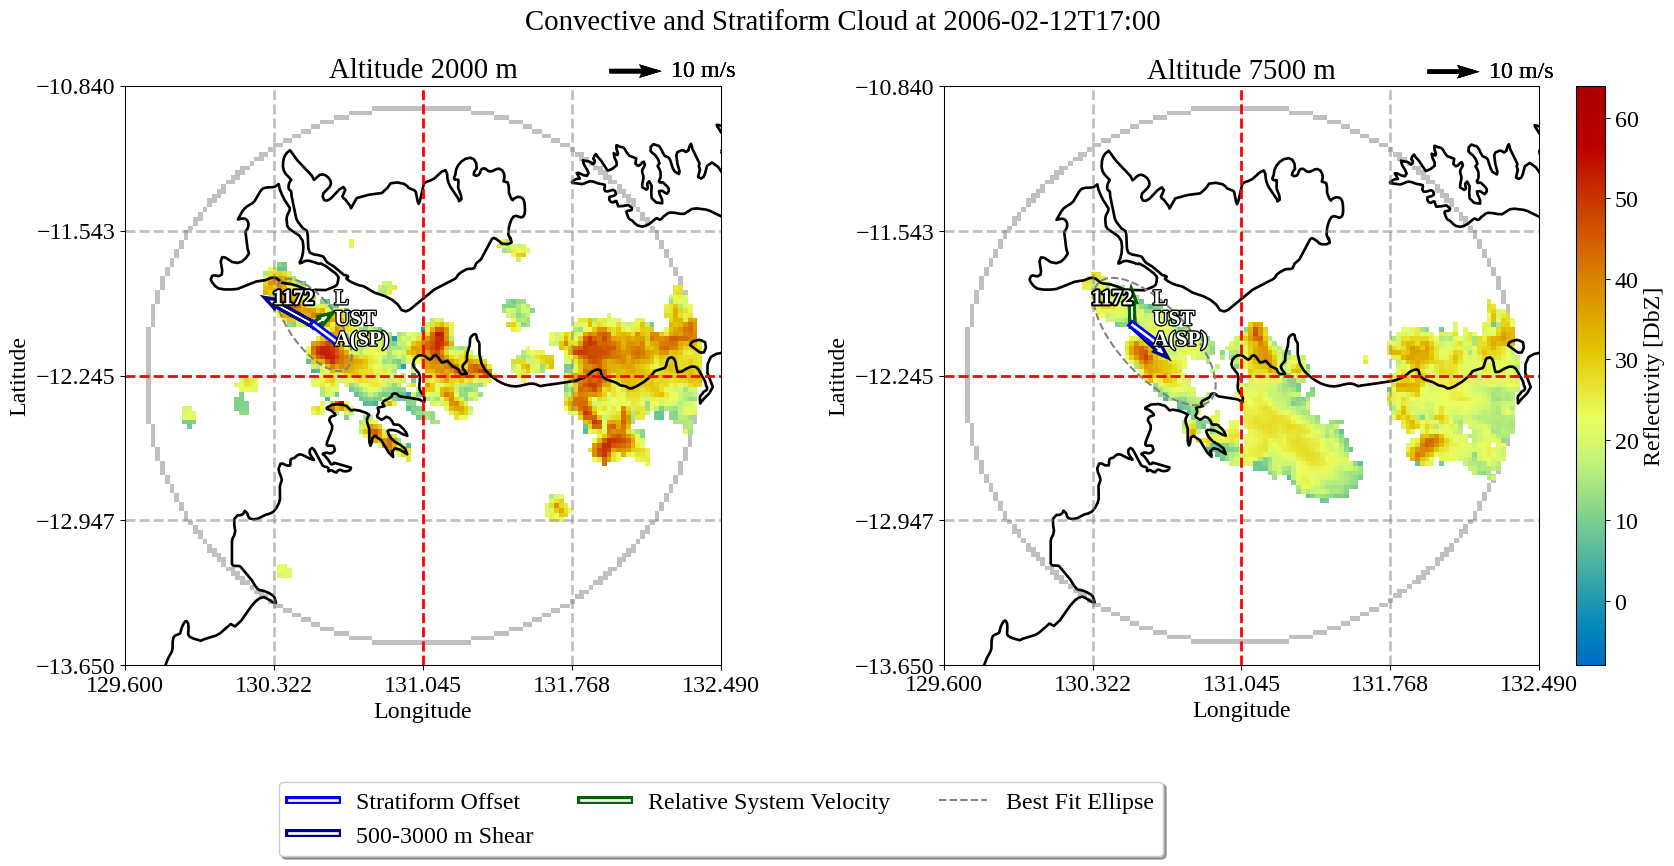 Convective and Stratiform Cloud at 2006-02-12T17:00
Altitude 2000 m
10 m/s
−10.840
−11.543
−12.245
−12.947
−13.650
129.600
130.322
131.045
131.768
132.490
Latitude
Longitude
1172
L
UST
A(SP)
Altitude 7500 m
10 m/s
−10.840
−11.543
−12.245
−12.947
−13.650
129.600
130.322
131.045
131.768
132.490
Latitude
Longitude
1172
L
UST
A(SP)
60
50
40
30
20
10
0
Reflectivity [DbZ]
Stratiform Offset
500-3000 m Shear
Relative System Velocity
Best Fit Ellipse